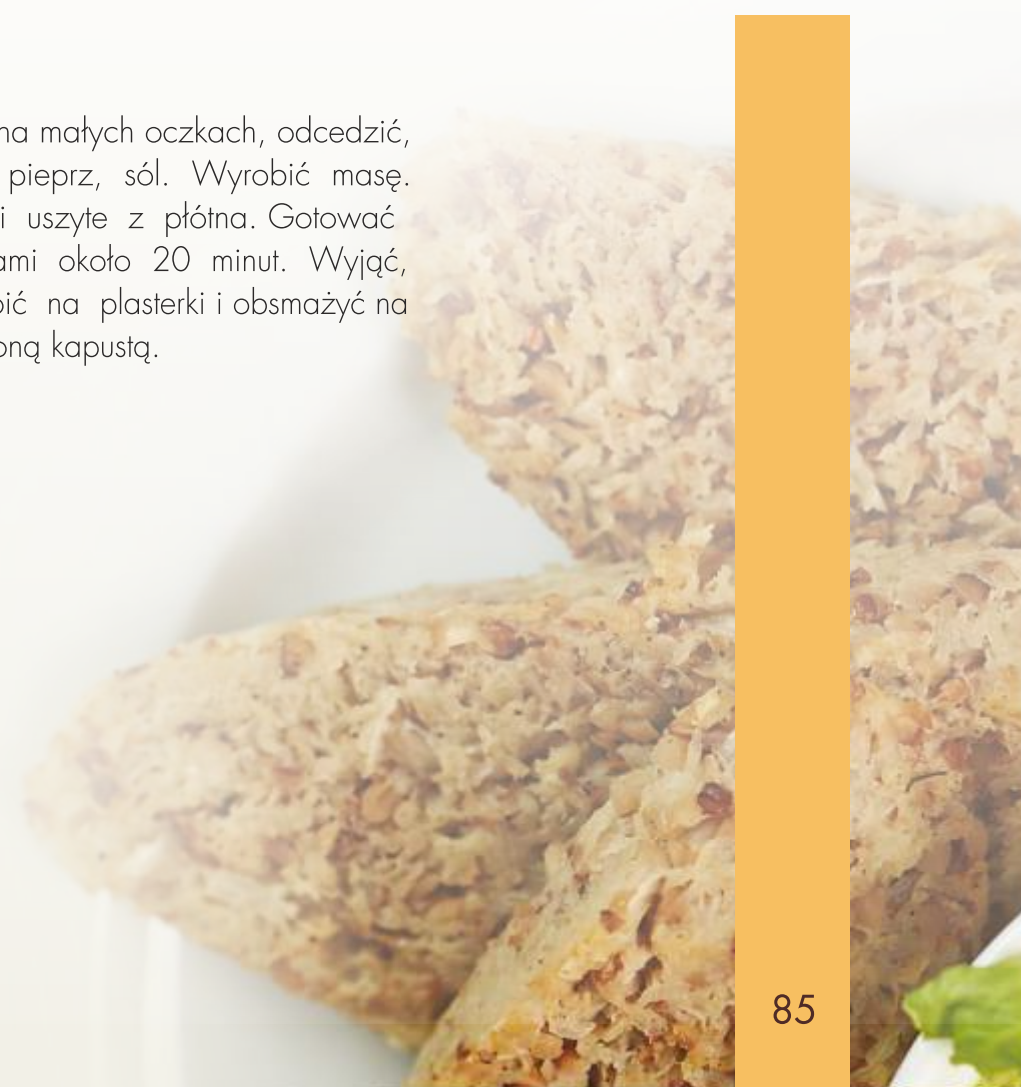 na małych oczkach, odcedzić,
pieprz, sól. Wyrobić masę.
i uszyte z płótna. Gotować
ami około 20 minut. Wyjąć,
bić na plasterki i obsmażyć na
oną kapustą.
85